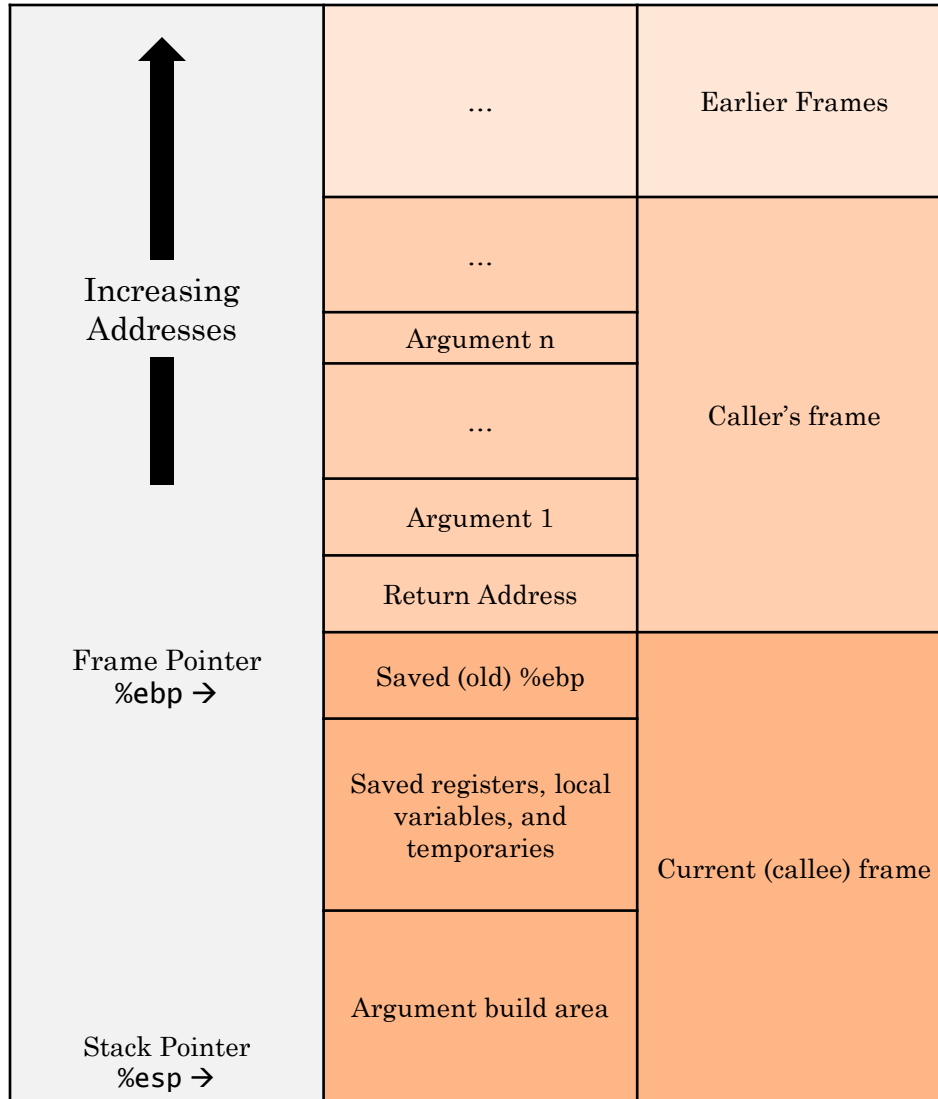 …
Earlier Frames
…
Increasing
Addresses
Argument n
…
Caller’s frame
Argument 1
Return Address
Frame Pointer
%ebp →
Saved (old) %ebp
Saved registers, local
variables, and
temporaries
Current (callee) frame
Argument build area
Stack Pointer
%esp →